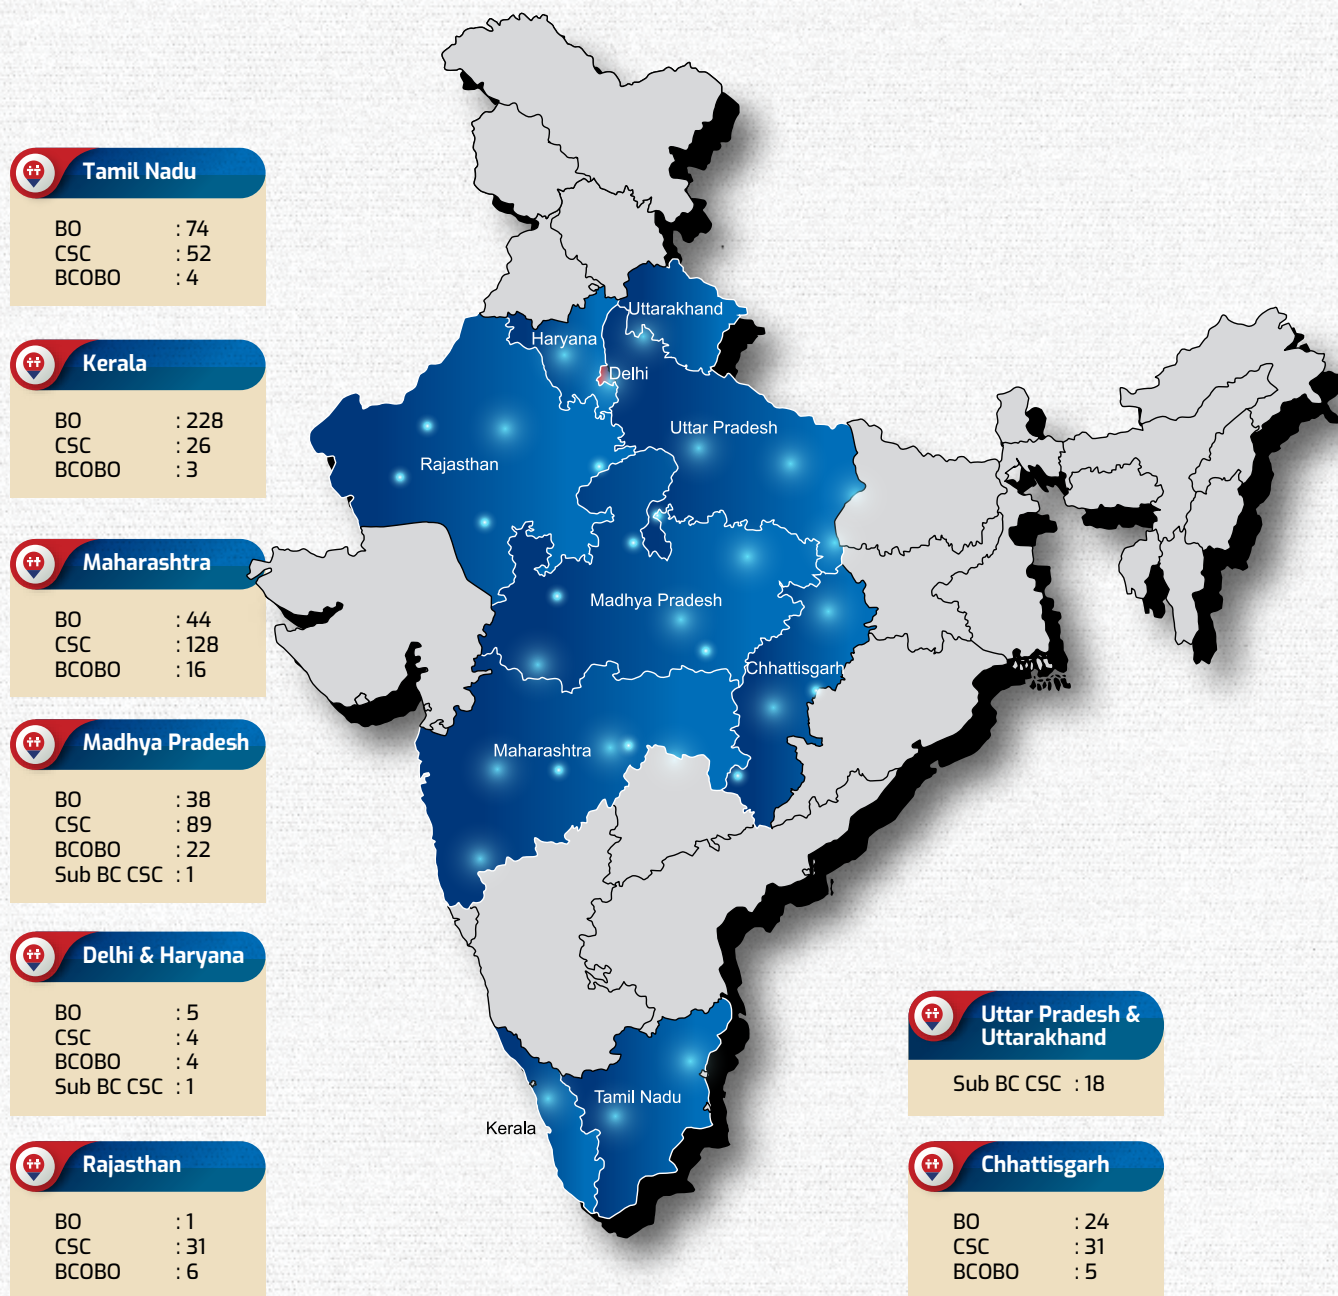 Tamil Nadu
BO : 74
CSC : 52
BCOBO : 4
Kerala
BO : 228
CSC : 26
BCOBO : 3
Maharashtra
BO : 44
CSC : 128
BCOBO : 16
Madhya Pradesh
BO : 38
CSC : 89
BCOBO : 22
Sub BC CSC : 1
Delhi & Haryana
BO : 5
CSC : 4
BCOBO : 4
Sub BC CSC : 1
Rajasthan
BO : 1
CSC : 31
BCOBO : 6
Uttarakhand
Haryana
Delhi
Uttar Pradesh
Rajasthan
Madhya Pradesh
Chhattisgarh
Maharashtra
Tamil Nadu
Kerala
Uttar Pradesh &
Uttarakhand
Sub BC CSC : 18
Chhattisgarh
BO : 24
CSC : 31
BCOBO : 5